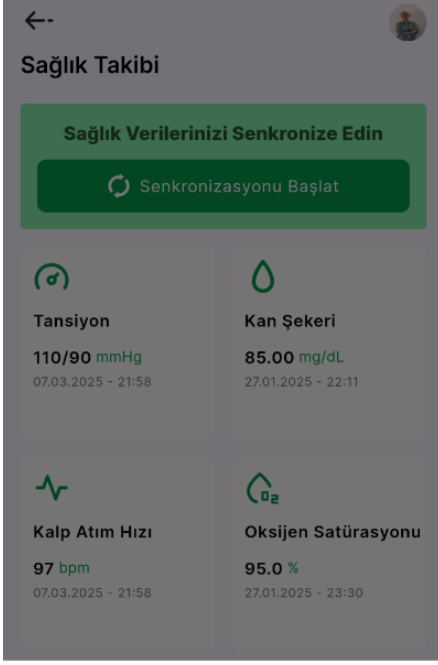 Sağlık Takibi
Sağlık Verilerinizi Senkronize Edin
Senkronizasyonu Başlat
Tansiyon
110/90 mmHg
07.03.2025 - 21:58
Kan Şekeri
85.00 mg/dL
27.01.2025 - 22:11
Kalp Atım Hızı
97 bpm
07.03.2025 - 21:58
O2
Oksijen Satürasyonu
95.0 %
27.01.2025 - 23:30